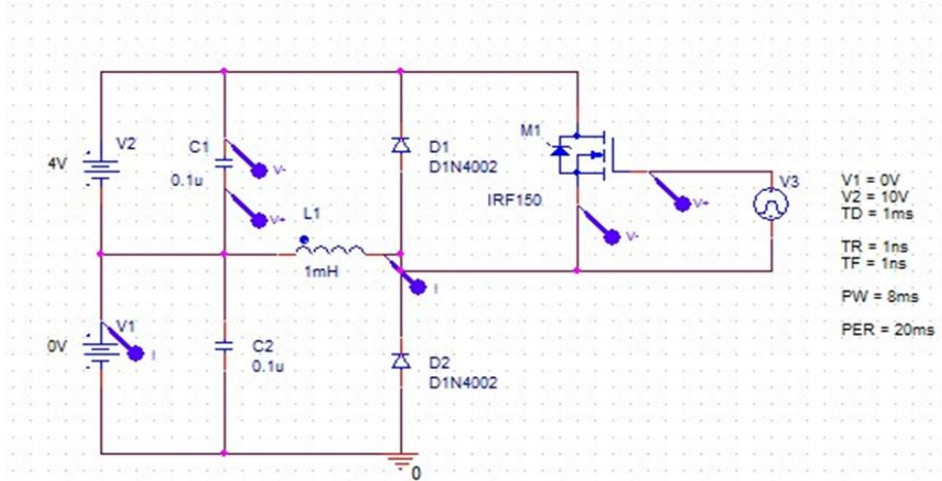 V2
4V
C1
0.1u
V-
V+
D1
D1N4002
M1
IRF150
V+
V-
V3
V1 = 0V
V2 = 10V
TD = 1ms
TR = 1ns
TF = 1ns
PW = 8ms
PER = 20ms
L1
1mH
I
V1
0V
I
C2
0.1u
D2
D1N4002
0